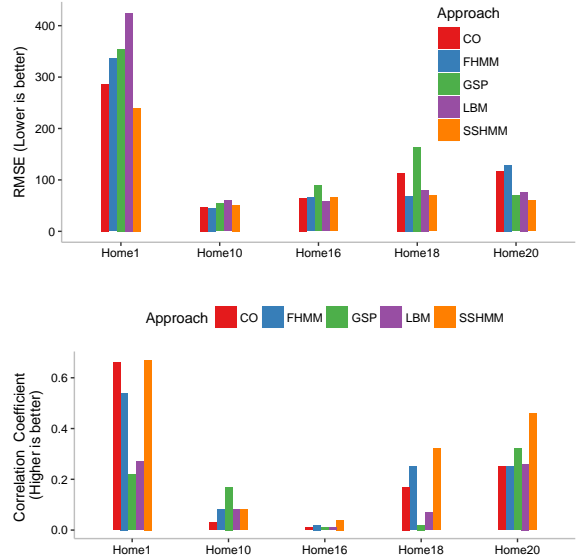 Approach
CO
FHMM
GSP
LBM
SSHMM
RMSE (Lower is better)
400
300
200
100
0
Home1 Home10 Home16 Home18 Home20
Approach CO FHMM GSP LBM SSHMM
Correlation Coefficient
(Higher is better)
0.6
0.4
0.2
0.0
Home1 Home10 Home16 Home18 Home20